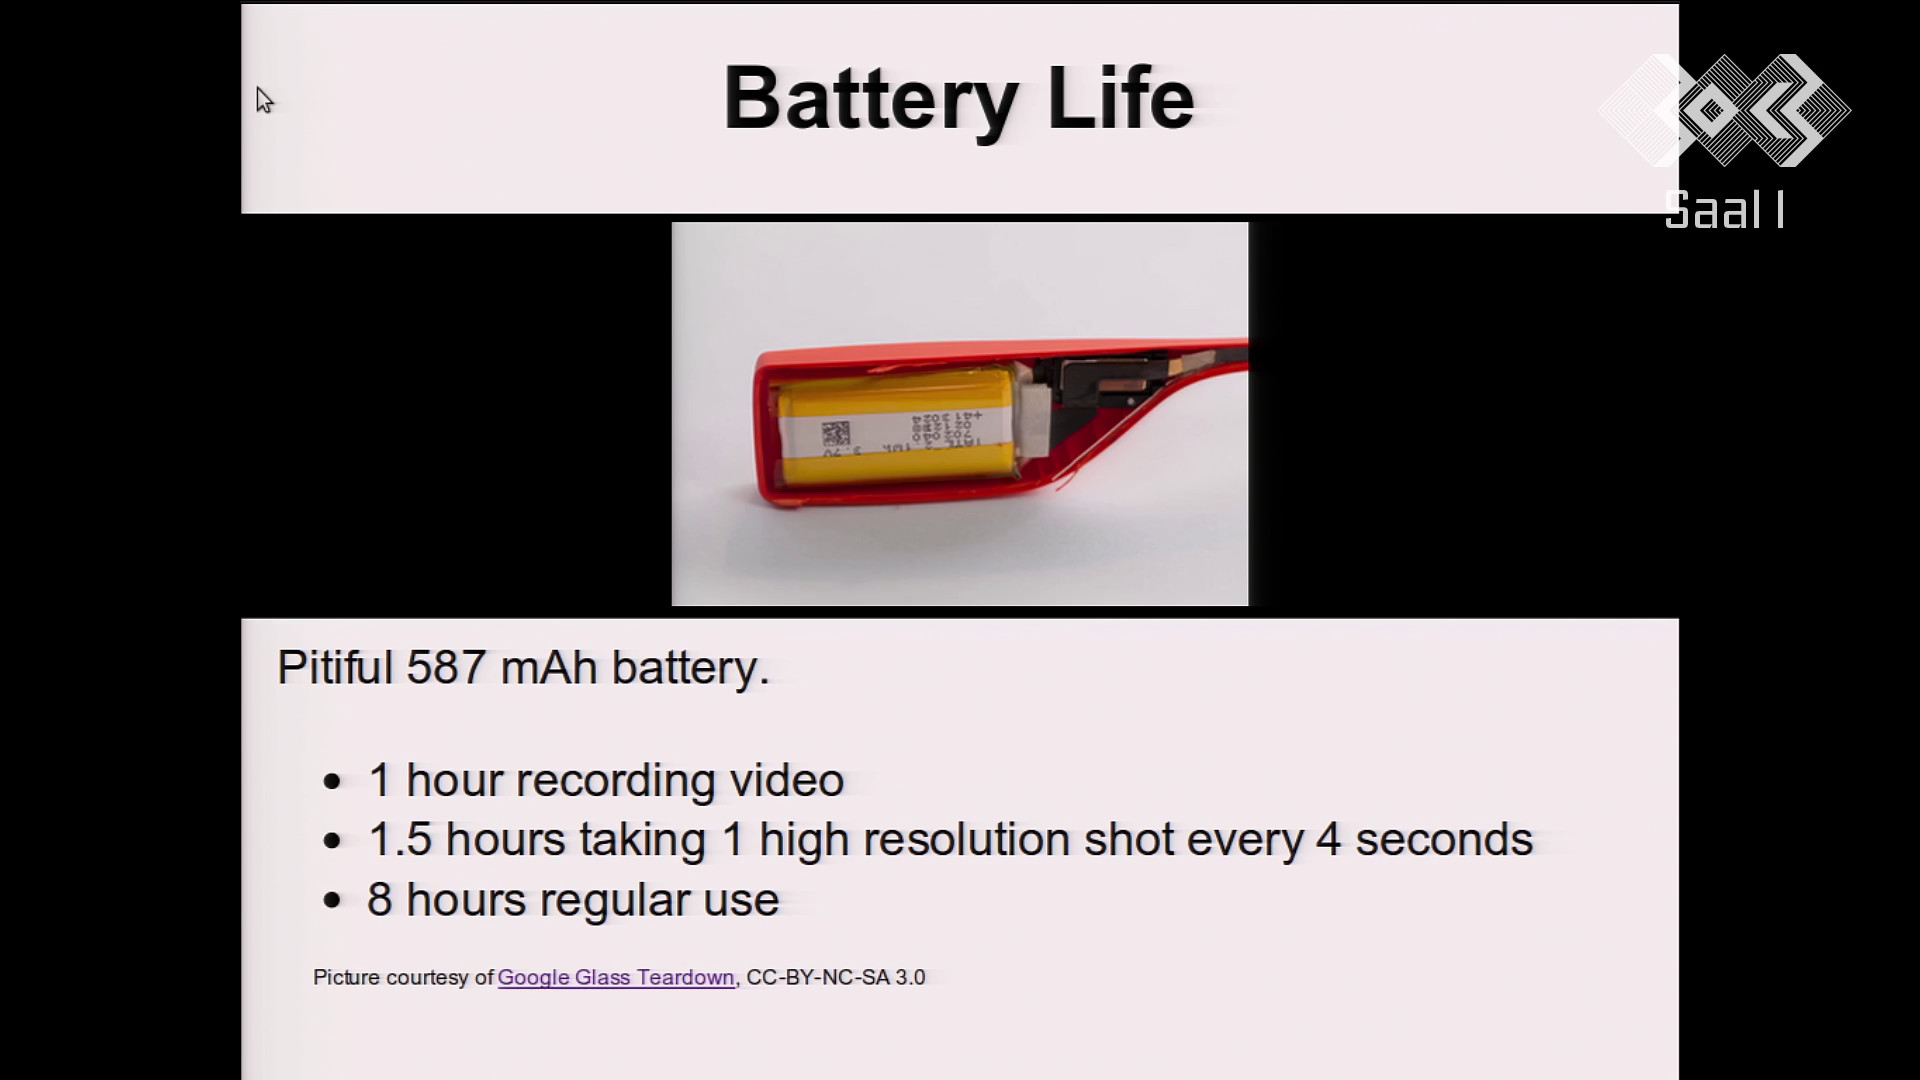 Battery Life
Saal 1
Pitiful 587 mAh battery.
• 1 hour recording video
• 1.5 hours taking 1 high resolution shot every 4 seconds
• 8 hours regular use
Picture courtesy of Google Glass Teardown, CC-BY-NC-SA 3.0